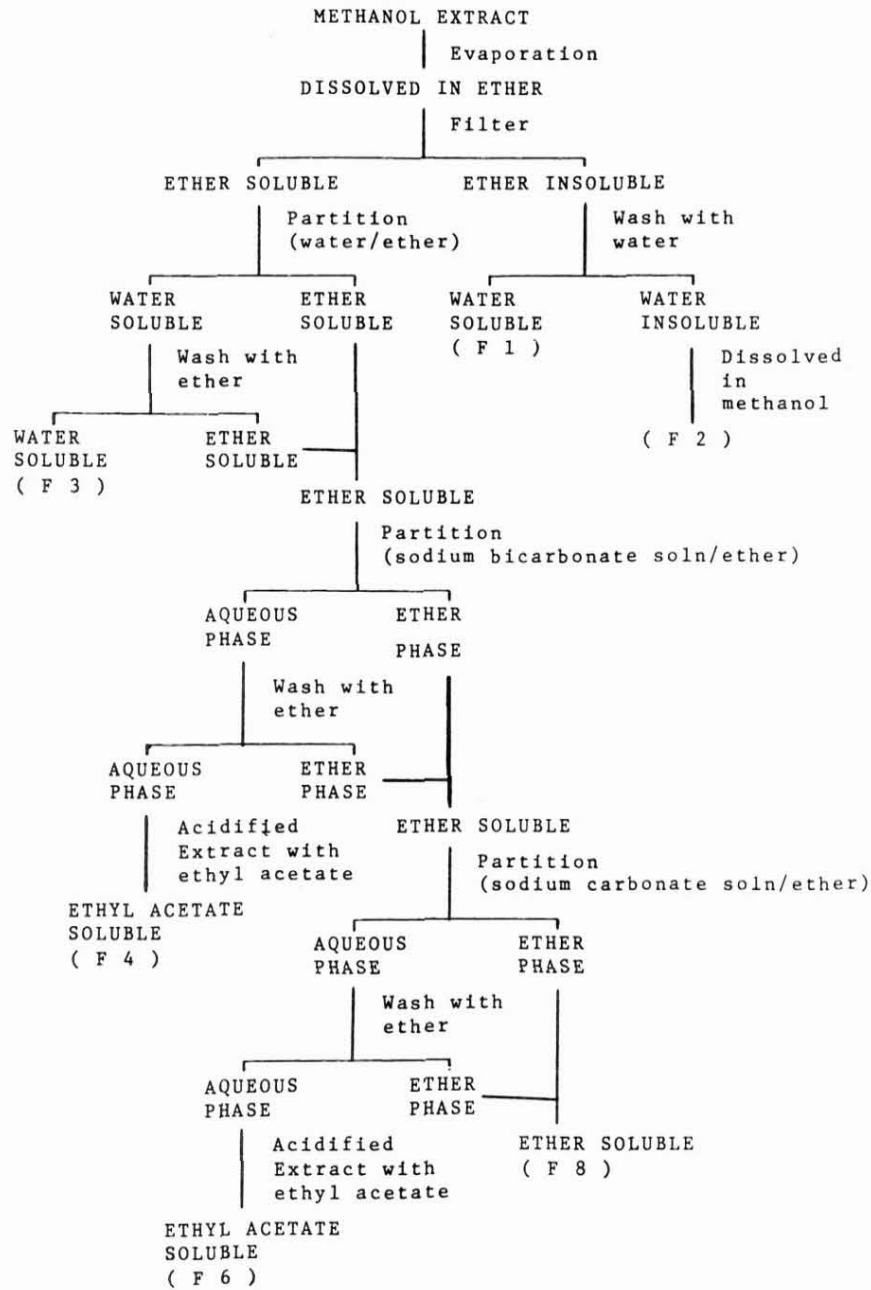 METHANOL EXTRACT
Evaporation
DISSOLVED IN ETHER
Filter
ETHER SOLUBLE
ETHER INSOLUBLE
Partition
(water/ether)
Wash with
water
WATER
SOLUBLE
ETHER
SOLUBLE
WATER
SOLUBLE
( F 1 )
WATER
INSOLUBLE
Wash with
ether
Dissolved
in
methanol
WATER
SOLUBLE
( F 3 )
ETHER
SOLUBLE
( F 2 )
ETHER SOLUBLE
Partition
(sodium bicarbonate soln/ether)
AQUEOUS
PHASE
ETHER
PHASE
Wash with
ether
AQUEOUS
PHASE
ETHER
PHASE
Acidified
Extract with
ethyl acetate
ETHER SOLUBLE
Partition
(sodium carbonate soln/ether)
ETHYL ACETATE
SOLUBLE
( F 4 )
AQUEOUS
PHASE
ETHER
PHASE
Wash with
ether
AQUEOUS
PHASE
ETHER
PHASE
Acidified
Extract with
ethyl acetate
ETHER SOLUBLE
( F 8 )
ETHYL ACETATE
SOLUBLE
( F 6 )